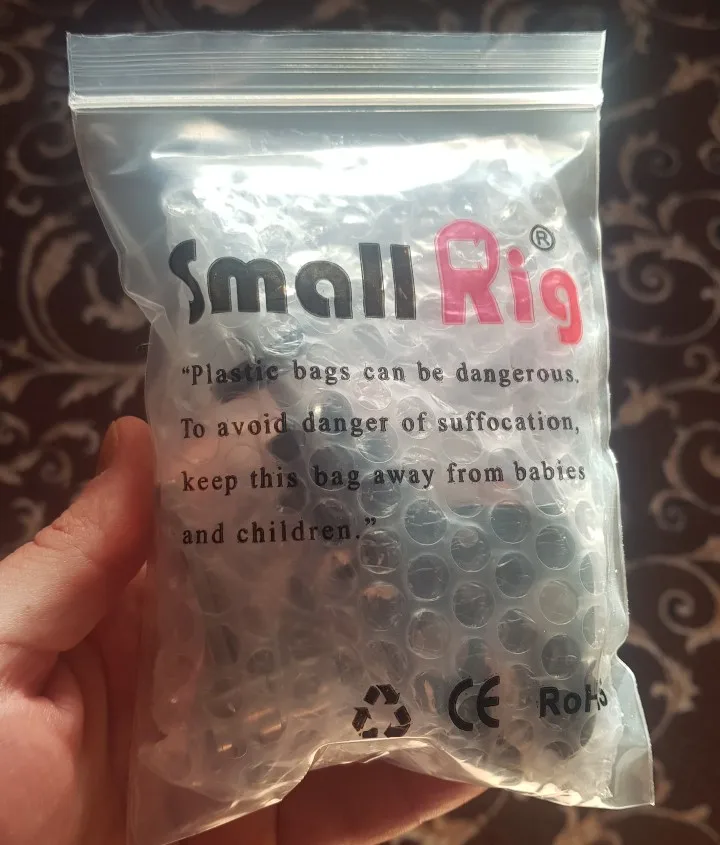 SmallRig®
“Plastic bags can be dangerous.
To avoid danger of suffocation,
keep this bag away from babies
and children.”
CE RoHS